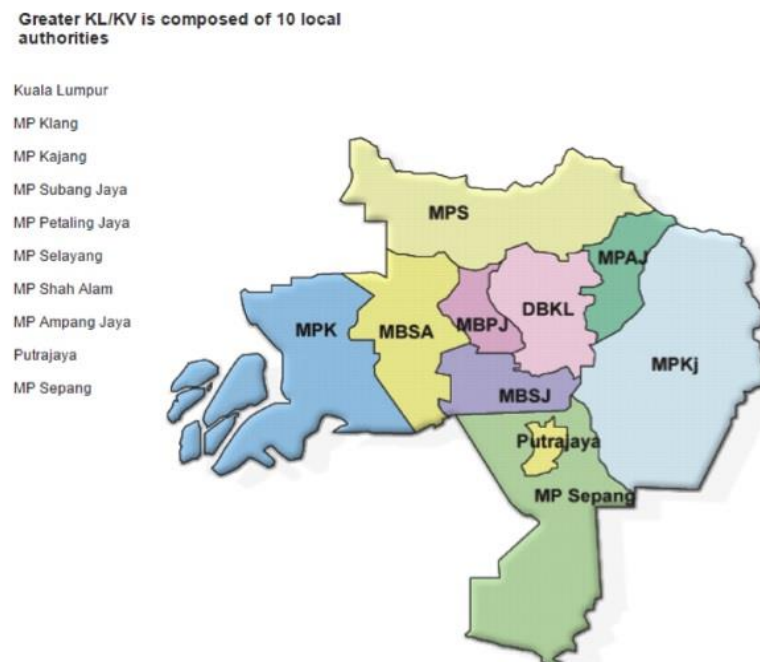 Greater KL/KV is composed of 10 local
authorities
Kuala Lumpur
MP Klang
MP Kajang
MP Subang Jaya
MP Petaling Jaya
MP Selayang
MP Shah Alam
MP Ampang Jaya
Putrajaya
MP Sepang
MPS
MPAJ
MPK
MBSA
MBPJ
DBKL
MPKj
MBSJ
Putrajaya
MP Sepang